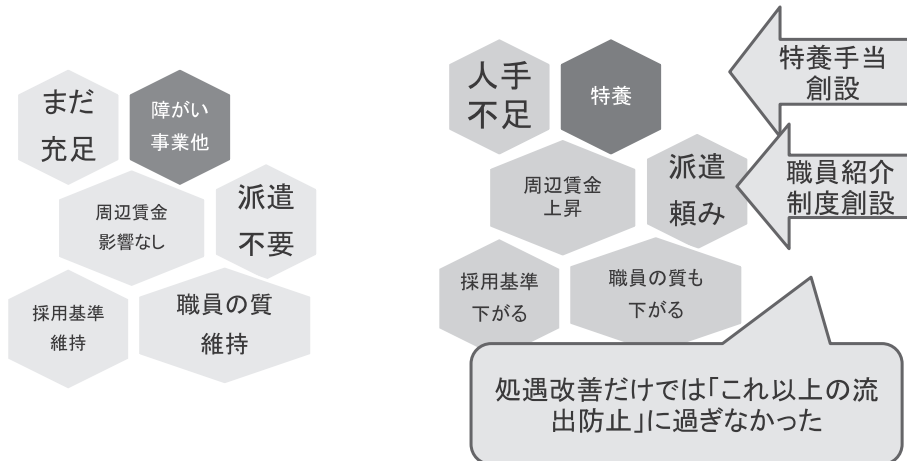 まだ
充足
障がい
事業他
周辺賃金
影響なし
派遣
不要
採用基準
維持
職員の質
維持
人手
不足
特養
周辺賃金
上昇
派遣
頼み
採用基準
下がる
職員の質も
下がる
特養手当
創設
職員紹介
制度創設
処遇改善だけでは「これ以上の流
出防止」に過ぎなかった